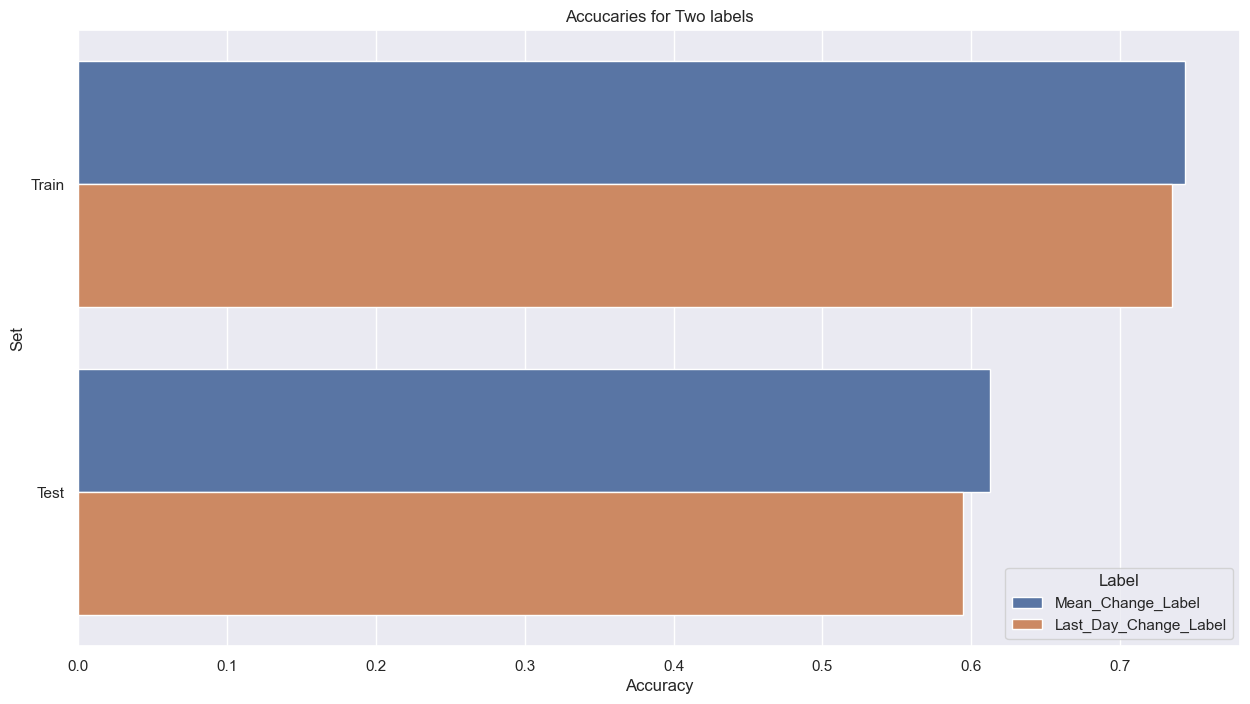 Accucaries for Two labels
Set
Train
Test
0.0 0.1 0.2 0.3 0.4 0.5 0.6 0.7
Accuracy
Label
Mean_Change_Label
Last_Day_Change_Label